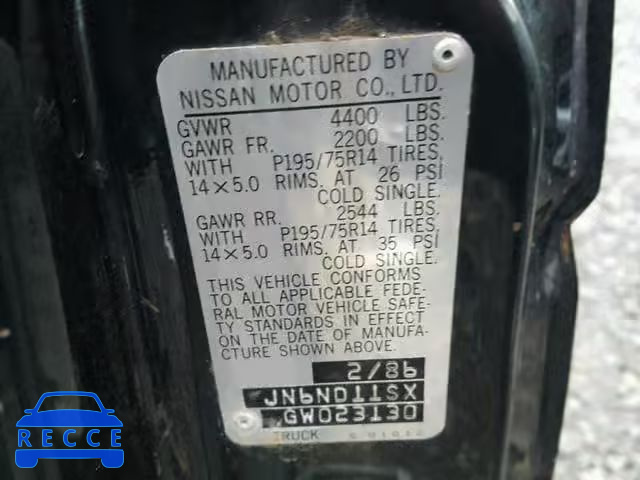 MANUFACTURED BY
NISSAN MOTOR CO., LTD.
GVWR 4400 LBS.
GAWR FR. 2200 LBS.
WITH P195/75R14 TIRES,
14×5.0 RIMS. AT 26 PSI
COLD SINGLE.
GAWR RR. 2544 LBS.
WITH P195/75R14 TIRES,
14×5.0 RIMS. AT 35 PSI
COLD SINGLE.
THIS VEHICLE CONFORMS
TO ALL APPLICABLE FEDE-
RAL MOTOR VEHICLE SAFE-
TY STANDARDS IN EFFECT
ON THE DATE OF MANUFA-
CTURE SHOWN ABOVE.
2/86
JN6ND11SX
GW023130
TRUCK